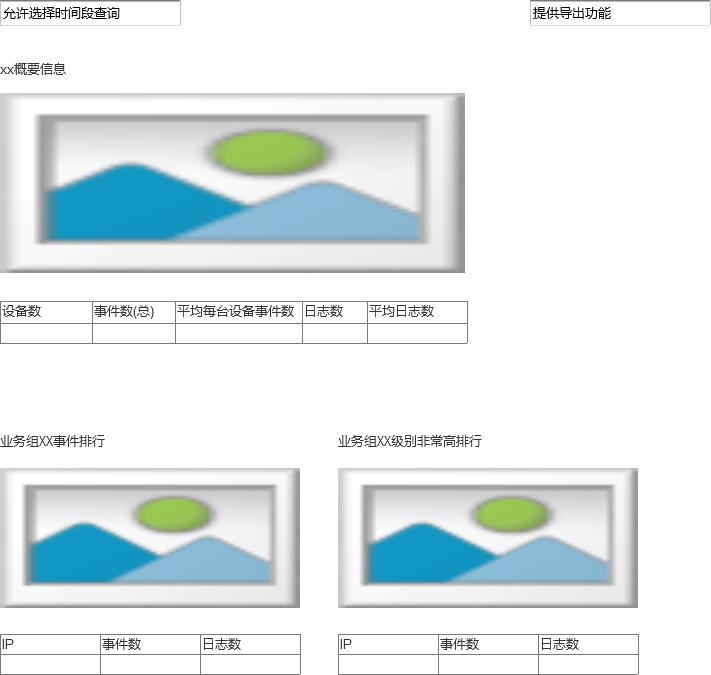 允许选择时间段查询 提供导出功能
xx概要信息
设备数 事件数(总) 平均每台设备事件数 日志数 平均日志数
业务组XX事件排行 业务组XX级别非常高排行
IP 事件数 日志数 IP 事件数 日志数